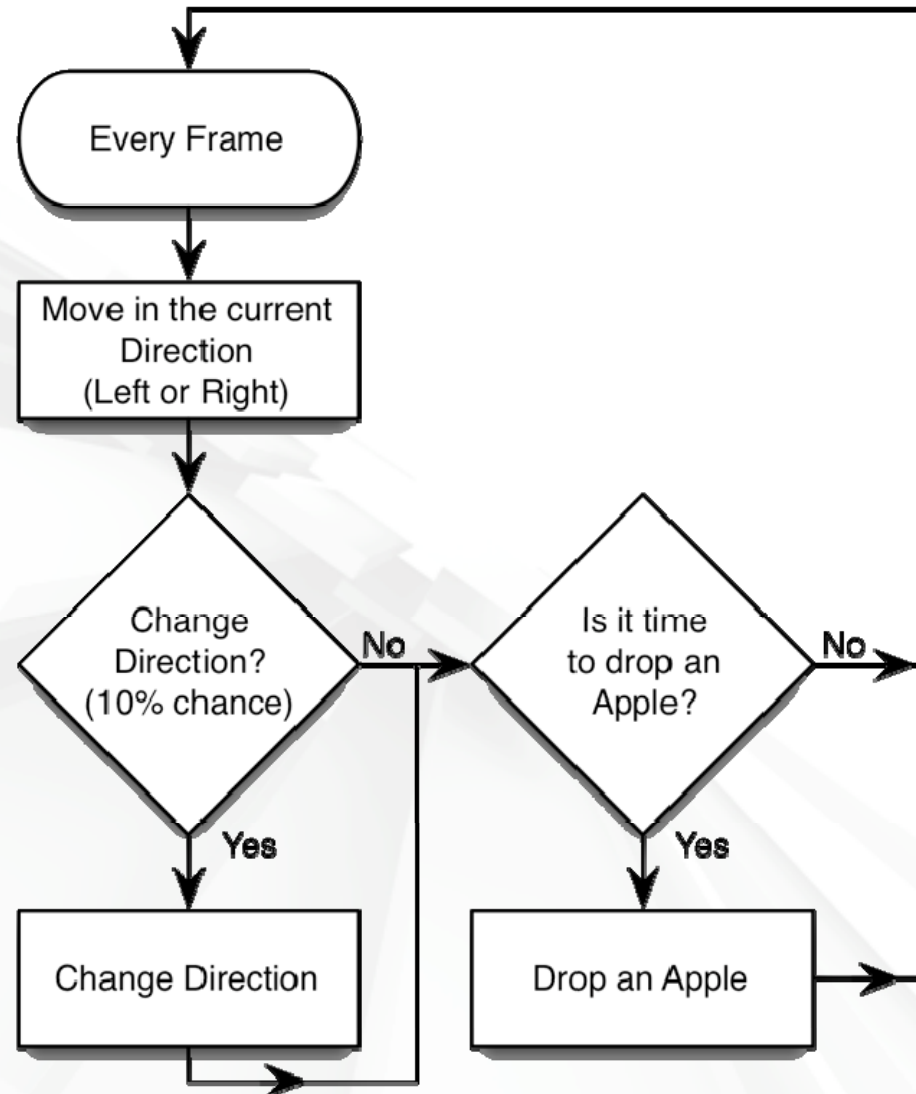 Every Frame
Move in the current
Direction
(Left or Right)
Change
Direction?
(10% chance)
No
Yes
Change Direction
Is it time
to drop an
Apple?
No
Yes
Drop an Apple